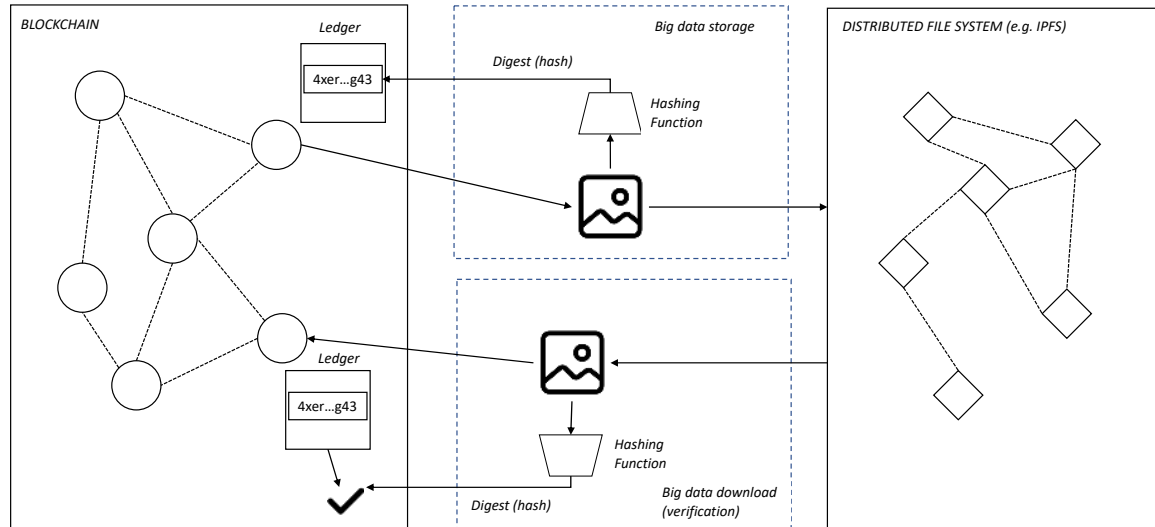 BLOCKCHAIN
Ledger
4xer...g43
Digest (hash)
Big data storage
Hashing
Function
DISTRIBUTED FILE SYSTEM (e.g. IPFS)
Ledger
4xer...g43
Hashing
Function
Digest (hash)
Big data download
(verification)